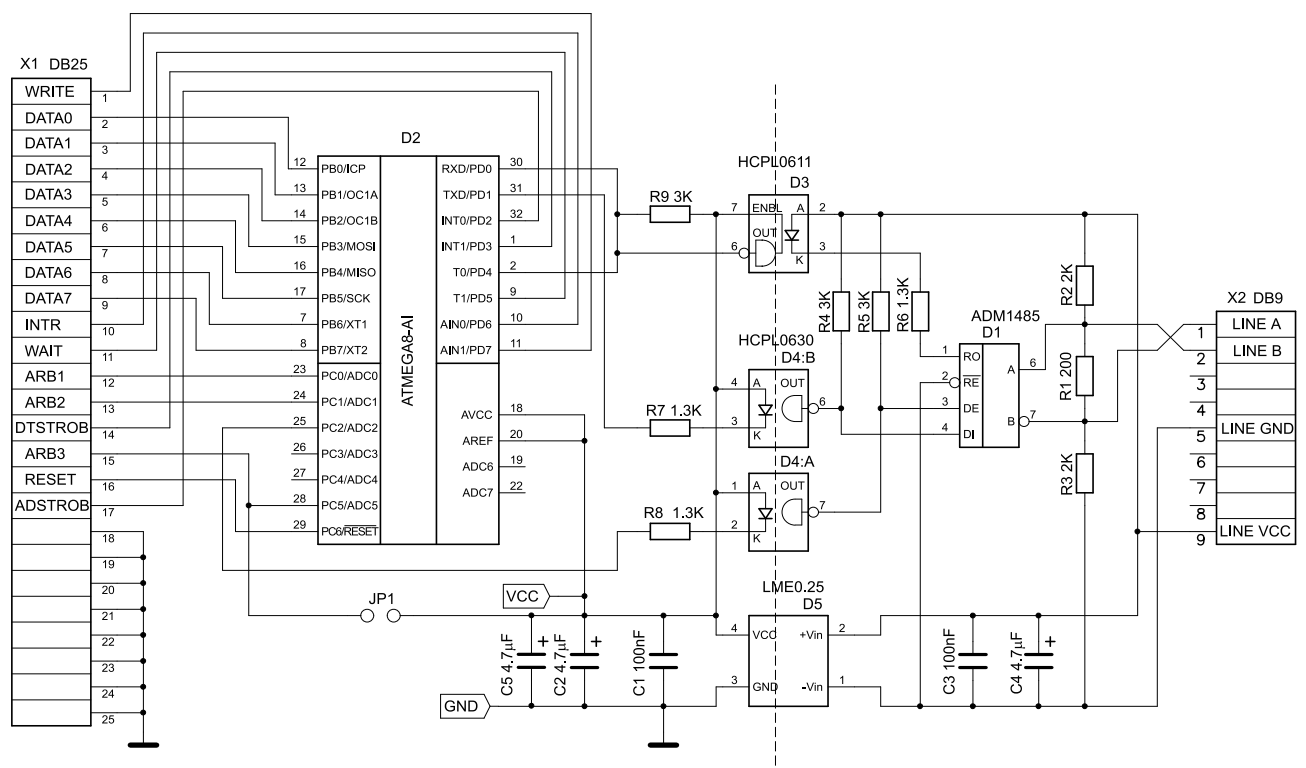 X1 DB25
WRITE 1
DATA0 2
DATA1 3
DATA2 4
DATA3 5
DATA4 6
DATA5 7
DATA6 8
DATA7 9
INTR 10
WAIT 11
ARB1 12
ARB2 13
DTSTROB 14
ARB3 15
RESET 16
ADSTROB 17
18
19
20
21
22
23
24
25
D2
ATMEGA8-AI
12 PB0/ICP
13 PB1/OC1A
14 PB2/OC1B
15 PB3/MOSI
16 PB4/MISO
17 PB5/SCK
7 PB6/XT1
8 PB7/XT2
23 PC0/ADC0
24 PC1/ADC1
25 PC2/ADC2
26 PC3/ADC3
27 PC4/ADC4
28 PC5/ADC5
29 PC6/RESET
RXD/PD0 30
TXD/PD1 31
INT0/PD2 32
INT1/PD3 1
T0/PD4 2
T1/PD5 9
AIN0/PD6 10
AIN1/PD7 11
AVCC 18
AREF 20
ADC6 19
ADC7 22
R9 3K
R7 1.3K
R8 1.3K
HCPL0611
D3
7 ENBL A 2
OUT
6 K 3
R4 3K
R5 3K
R6 1.3K
HCPL0630
D4:B
4 A OUT 6
3 K
D4:A
1 A OUT 7
2 K
ADM1485
D1
1 RO
2 RE
3 DE
4 DI
A 6
B 7
R2 2K
R1 200
R3 2K
X2 DB9
LINE A 1
LINE B 2
3
4
LINE GND 5
6
7
8
LINE VCC 9
JP1
VCC
GND
C5 4.7µF +
C2 4.7µF +
C1 100nF
LME0.25
D5
4 VCC +Vin 2
3 GND -Vin 1
C3 100nF
C4 4.7µF +